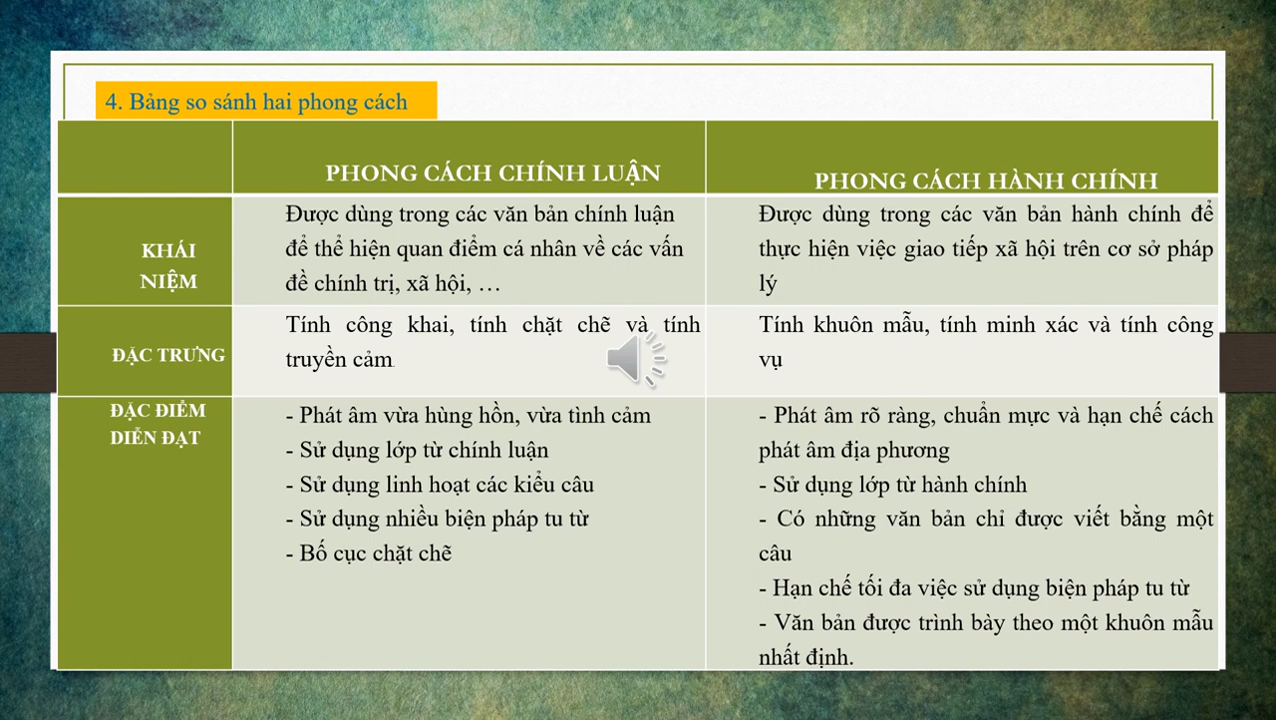 4. Bảng so sánh hai phong cách
PHONG CÁCH CHÍNH LUẬN
PHONG CÁCH HÀNH CHÍNH
KHÁI
NIỆM
Được dùng trong các văn bản chính luận
để thể hiện quan điểm cá nhân về các vấn
đề chính trị, xã hội, …
Được dùng trong các văn bản hành chính để
thực hiện việc giao tiếp xã hội trên cơ sở pháp
lý
ĐẶC TRƯNG
Tính công khai, tính chặt chẽ và tính
truyền cảm.
Tính khuôn mẫu, tính minh xác và tính công
vụ
ĐẶC ĐIỂM
DIỄN ĐẠT
- Phát âm vừa hùng hồn, vừa tình cảm
- Sử dụng lớp từ chính luận
- Sử dụng linh hoạt các kiểu câu
- Sử dụng nhiều biện pháp tu từ
- Bố cục chặt chẽ
- Phát âm rõ ràng, chuẩn mực và hạn chế cách
phát âm địa phương
- Sử dụng lớp từ hành chính
- Có những văn bản chỉ được viết bằng một
câu
- Hạn chế tối đa việc sử dụng biện pháp tu từ
- Văn bản được trình bày theo một khuôn mẫu
nhất định.